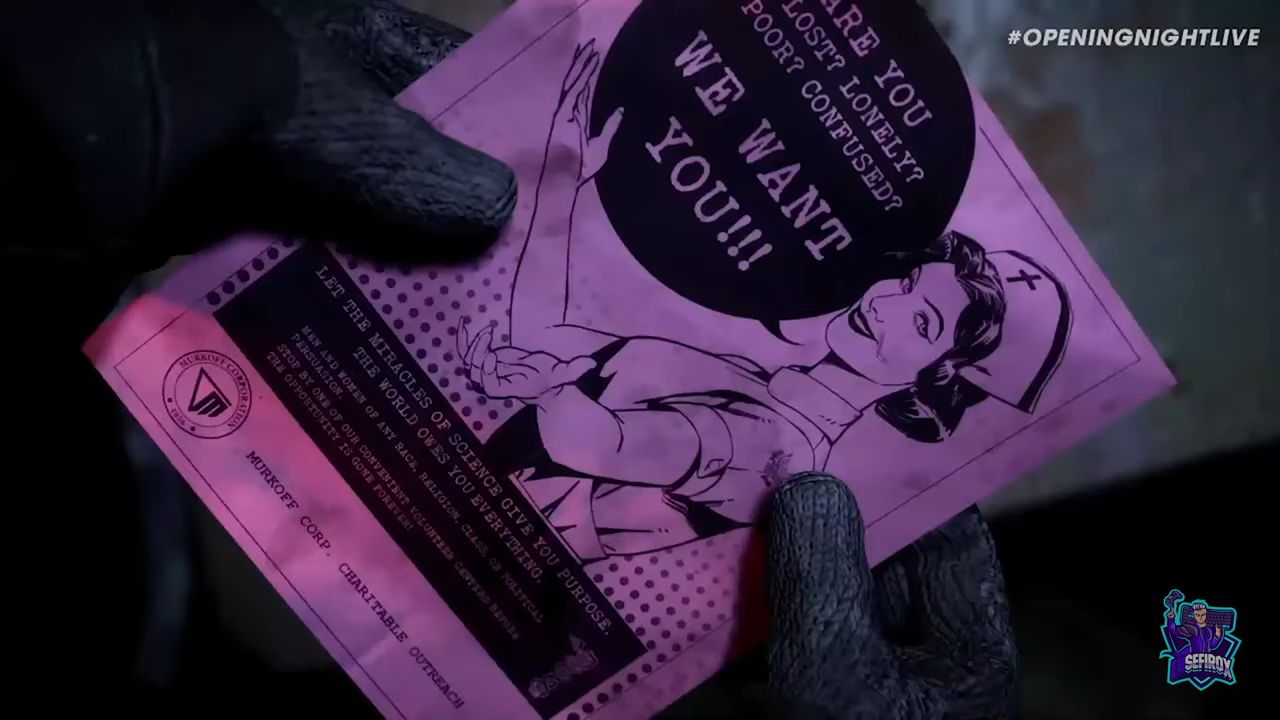 #OPENINGNIGHTLIVE
ARE YOU
LOST? LONELY?
POOR? CONFUSED?
WE WANT
YOU!!!
LET THE MIRACLES OF SCIENCE GIVE YOU PURPOSE.
THE WORLD OWES YOU EVERYTHING.
MEN AND WOMEN OF ANY RACE, RELIGION, CLASS, OR POLITICAL
PERSUASION.
STOP BY ONE OF OUR CONVENIENT VOLUNTEER CENTERS BEFORE
THE OPPORTUNITY IS GONE FOREVER!
MURKOFF CORPORATION
MURKOFF CORP. CHARITABLE OUTREACH
SEFIROX